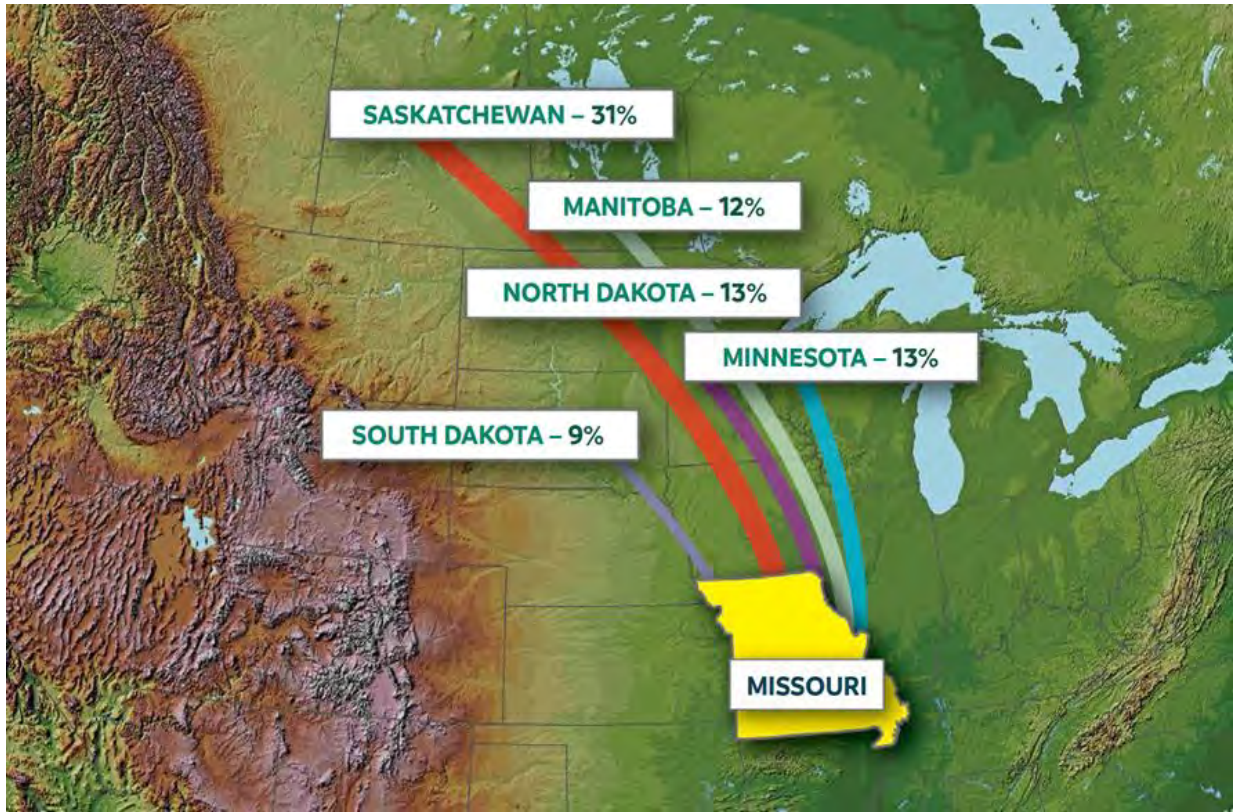 SASKATCHEWAN – 31%
MANITOBA – 12%
NORTH DAKOTA – 13%
MINNESOTA – 13%
SOUTH DAKOTA – 9%
MISSOURI